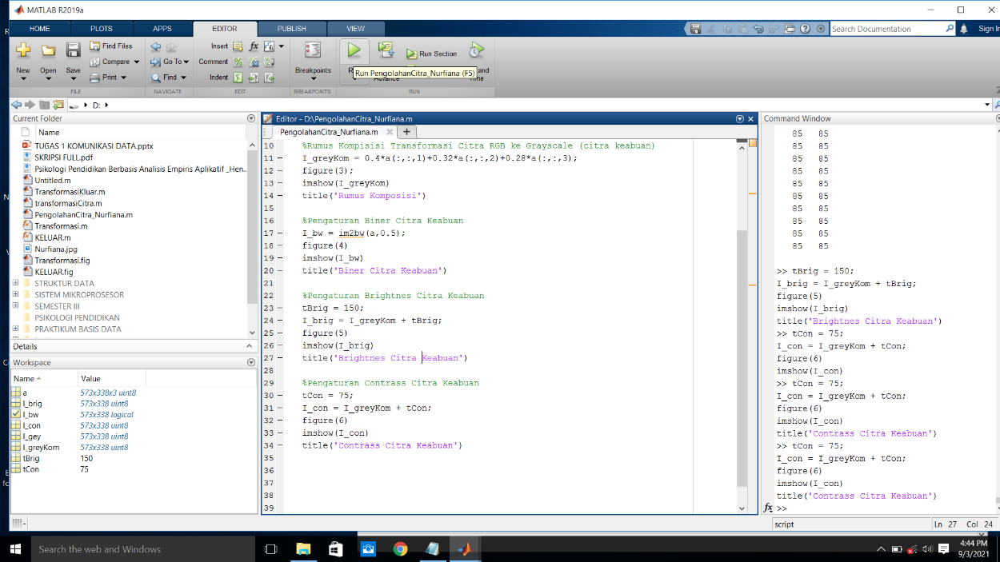 MATLAB R2019a
HOME PLOTS APPS EDITOR PUBLISH VIEW
Search Documentation
Sign In
New Open Save
Find Files
Compare
Print
Go To
Find
Insert
Comment
Indent
Breakpoints
Run Section
Run PengolahanCitra_Nurfiana (F5)
and
Advance
Time
FILE NAVIGATE EDIT BREAKPOINTS RUN
D:
Current Folder
Name
TUGAS 1 KOMUNIKASI DATA.pptx
SKRIPSI FULL.pdf
Psikologi Pendidikan Berbasis Analisis Empiris Aplikatif _Hen...
Untitled.m
TransformasiKluar.m
transformasiCitra.m
PengolahanCitra_Nurfiana.m
Transformasi.m
KELUAR.m
Nurfiana.jpg
Transformasi.fig
KELUAR.fig
STRUKTUR DATA
SISTEM MIKROPROSESOR
SEMESTER III
PSIKOLOGI PENDIDIKAN
PRAKTIKUM BASIS DATA
Details
Workspace
Name Value
a 573x338x3 uint8
I_brig 573x338 uint8
I_bw 573x338 logical
I_con 573x338 uint8
I_gey 573x338 uint8
I_greyKom 573x338 uint8
tBrig 150
tCon 75
Editor - D:\PengolahanCitra_Nurfiana.m
PengolahanCitra_Nurfiana.m
10 %Rumus Kompisisi Transformasi Citra RGB ke Grayscale (citra keabuan)
11 – I_greyKom = 0.4*a(:,:,1)+0.32*a(:,:,2)+0.28*a(:,:,3);
12 – figure(3);
13 – imshow(I_greyKom)
14 – title('Rumus Komposisi')
15
16 %Pengaturan Biner Citra Keabuan
17 – I_bw = im2bw(a,0.5);
18 – figure(4)
19 – imshow(I_bw)
20 – title('Biner Citra Keabuan')
21
22 %Pengaturan Brightnes Citra Keabuan
23 – tBrig = 150;
24 – I_brig = I_greyKom + tBrig;
25 – figure(5)
26 – imshow(I_brig)
27 – title('Brightnes Citra Keabuan')
28
29 %Pengaturan Contrass Citra Keabuan
30 – tCon = 75;
31 – I_con = I_greyKom + tCon;
32 – figure(6)
33 – imshow(I_con)
34 – title('Contrass Citra Keabuan')
35
36
37
38
39
Command Window
85 85
85 85
85 85
85 85
85 85
85 85
85 85
85 85
85 85
85 85
>> tBrig = 150;
I_brig = I_greyKom + tBrig;
figure(5)
imshow(I_brig)
title('Brightnes Citra Keabuan')
>> tCon = 75;
I_con = I_greyKom + tCon;
figure(6)
imshow(I_con)
>> tCon = 75;
I_con = I_greyKom + tCon;
figure(6)
imshow(I_con)
title('Contrass Citra Keabuan')
>> tCon = 75;
I_con = I_greyKom + tCon;
figure(6)
imshow(I_con)
title('Contrass Citra Keabuan')
fx >>
script
Ln 27 Col 24
Search the web and Windows
4:44 PM
9/3/2021